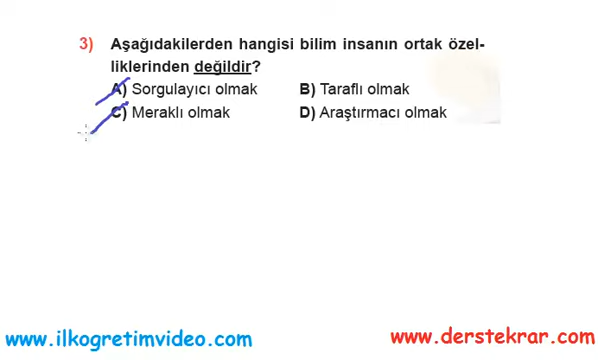 3) Aşağıdakilerden hangisi bilim insanın ortak özel-
liklerinden değildir?
A) Sorgulayıcı olmak B) Taraflı olmak
C) Meraklı olmak D) Araştırmacı olmak
www.ilkogretimvideo.com www.derstekrar.com